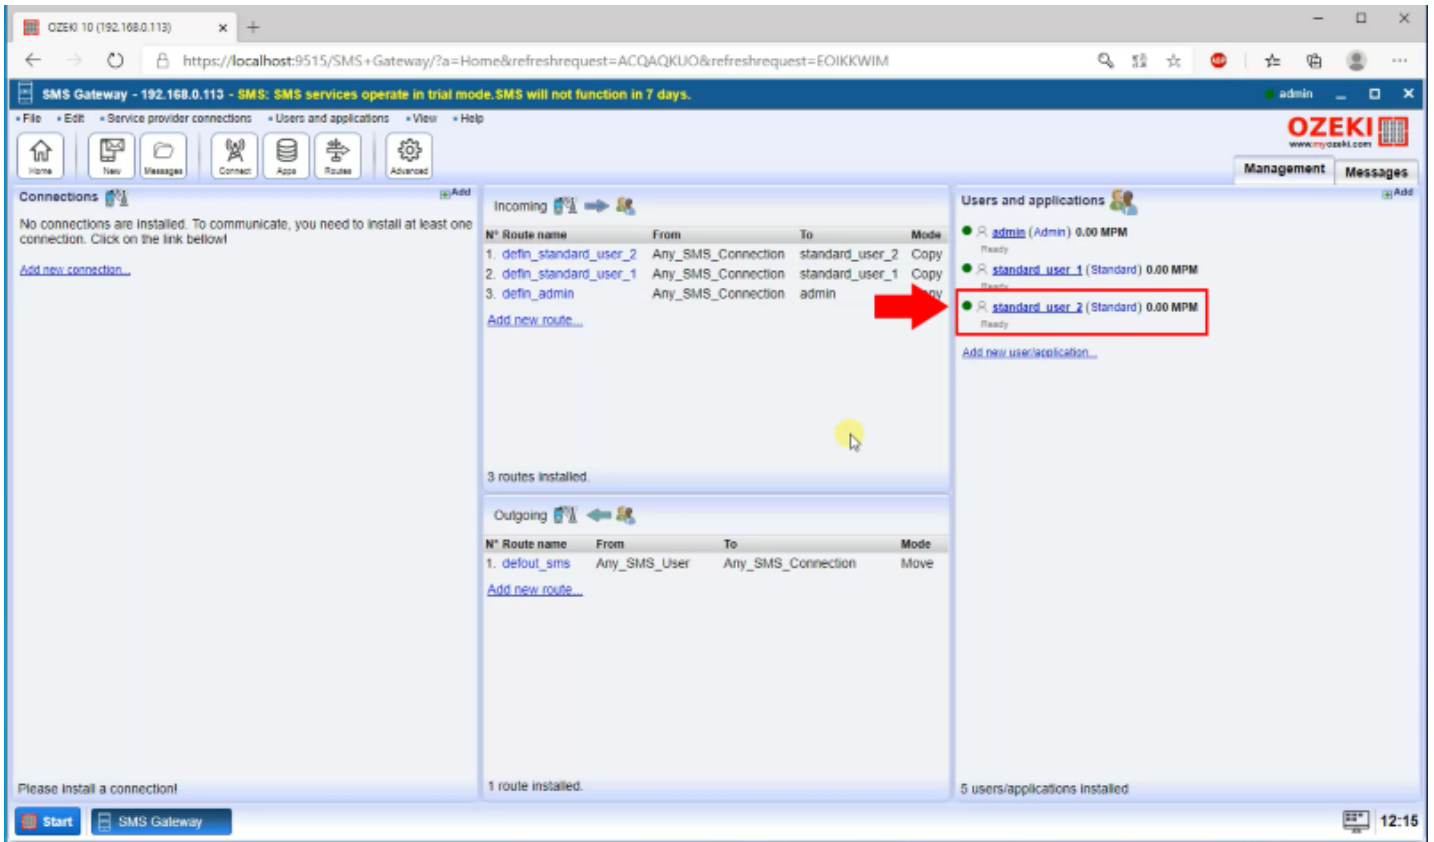 OZEKI 10 (192.168.0.113)
https://localhost:9515/SMS+Gateway/?a=Home&refreshrequest=ACQAQKUO&refreshrequest=EOIKKWIM
SMS Gateway - 192.168.0.113 - SMS: SMS services operate in trial mode.SMS will not function in 7 days.
admin
File Edit Service provider connections Users and applications View Help
Home New Messages Connect Apps Routes Advanced
OZEKI
www.myozeki.com
Management Messages
Connections
Add
No connections are installed. To communicate, you need to install at least one
connection. Click on the link bellow!
Add new connection...
Please install a connection!
Incoming
N° Route name From To Mode
1. defin_standard_user_2 Any_SMS_Connection standard_user_2 Copy
2. defin_standard_user_1 Any_SMS_Connection standard_user_1 Copy
3. defin_admin Any_SMS_Connection admin
Add new route...
3 routes installed.
Outgoing
N° Route name From To Mode
1. defout_sms Any_SMS_User Any_SMS_Connection Move
Add new route...
1 route installed.
Users and applications
Add
admin (Admin) 0.00 MPM
Ready
standard_user_1 (Standard) 0.00 MPM
Ready
standard_user_2 (Standard) 0.00 MPM
Ready
Add new user/application...
5 users/applications installed
Start SMS Gateway
12:15